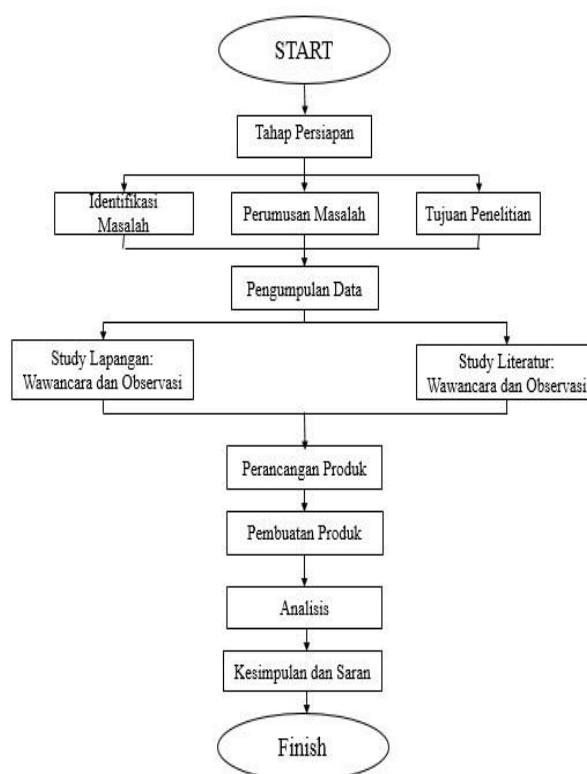 START
Tahap Persiapan
Identifikasi
Masalah
Perumusan Masalah
Tujuan Penelitian
Pengumpulan Data
Study Lapangan:
Wawancara dan Observasi
Study Literatur:
Wawancara dan Observasi
Perancangan Produk
Pembuatan Produk
Analisis
Kesimpulan dan Saran
Finish